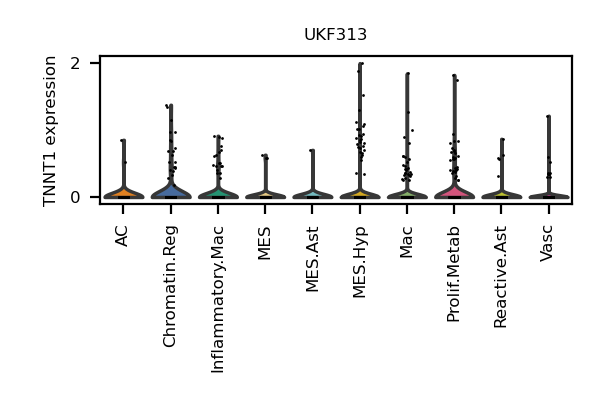 UKF313
TNNT1 expression
2
0
AC
Chromatin.Reg
Inflammatory.Mac
MES
MES.Ast
MES.Hyp
Mac
Prolif.Metab
Reactive.Ast
Vasc